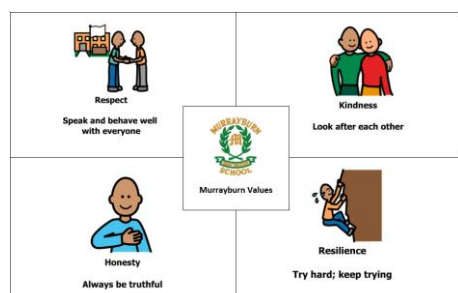 Respect
Speak and behave well
with everyone
Kindness
Look after each other
MURRAYBURN
SCHOOL
Murrayburn Values
Honesty
Always be truthful
Resilience
Try hard; keep trying